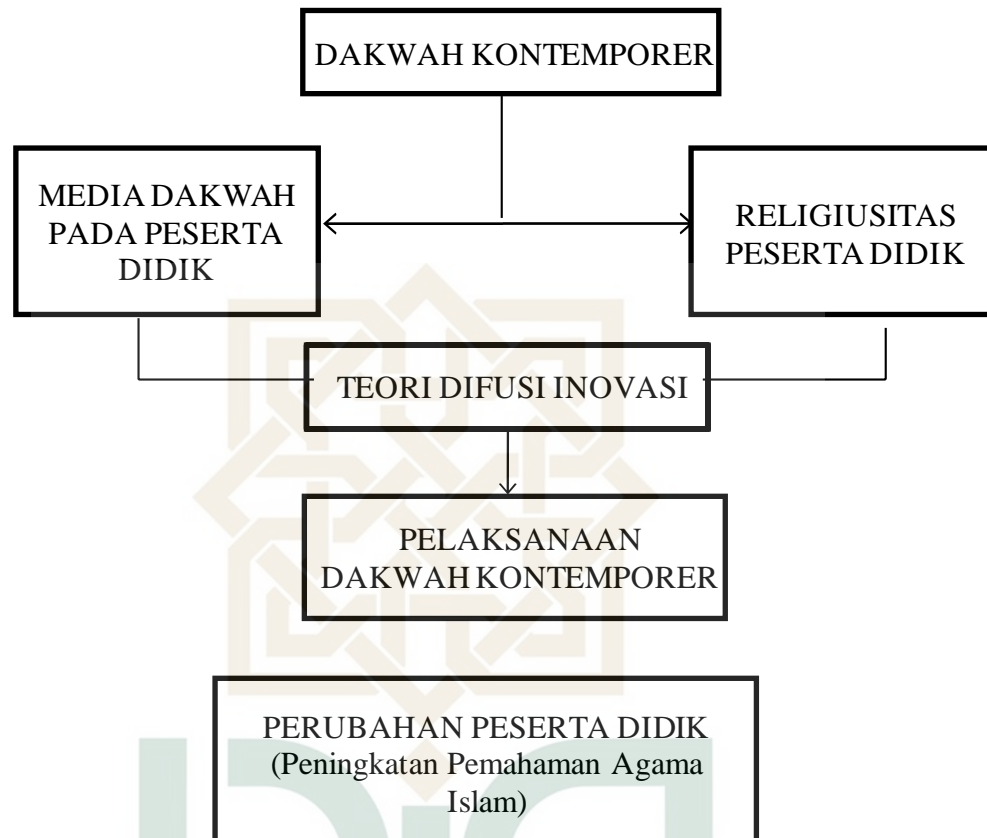 DAKWAH KONTEMPORER
MEDIA DAKWAH
PADA PESERTA
DIDIK
RELIGIUSITAS
PESERTA DIDIK
TEORI DIFUSI INOVASI
PELAKSANAAN
DAKWAH KONTEMPORER
PERUBAHAN PESERTA DIDIK
(Peningkatan Pemahaman Agama
Islam)